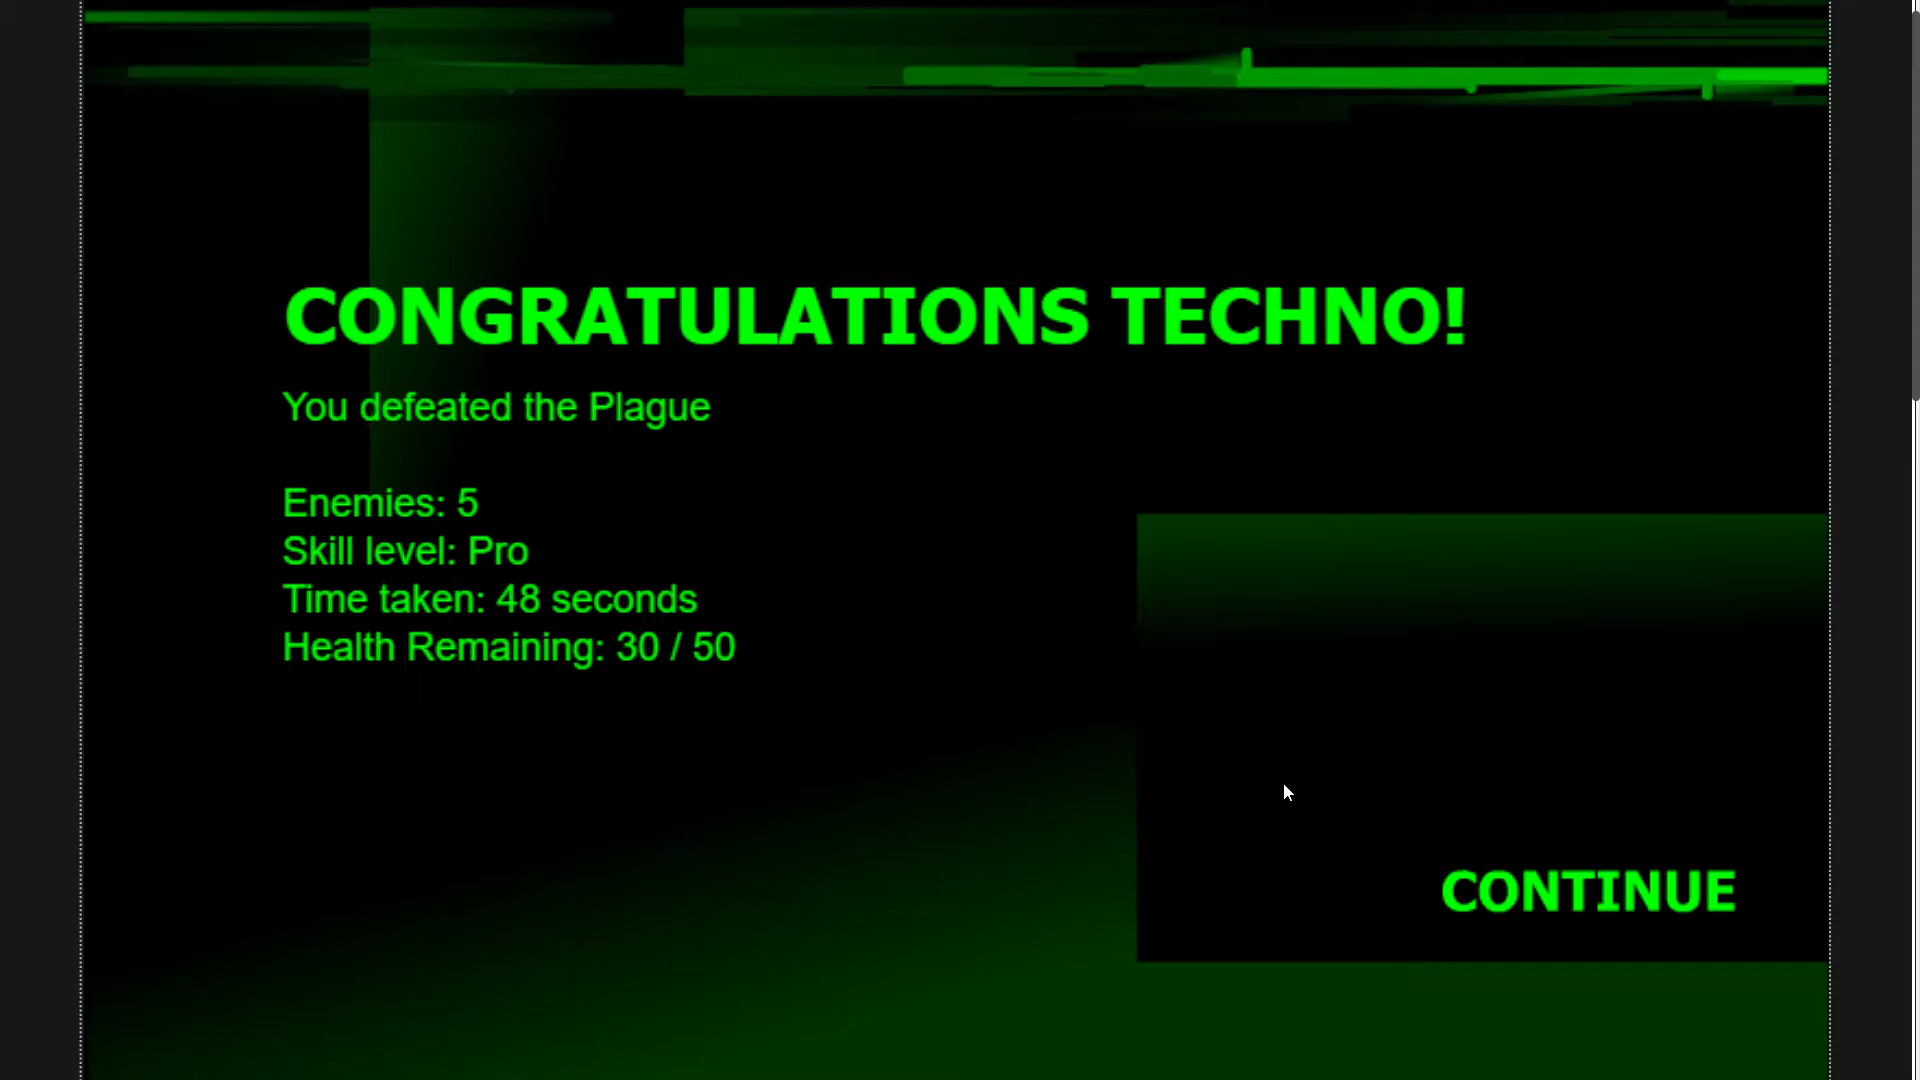 CONGRATULATIONS TECHNO!
You defeated the Plague
Enemies: 5
Skill level: Pro
Time taken: 48 seconds
Health Remaining: 30 / 50
CONTINUE